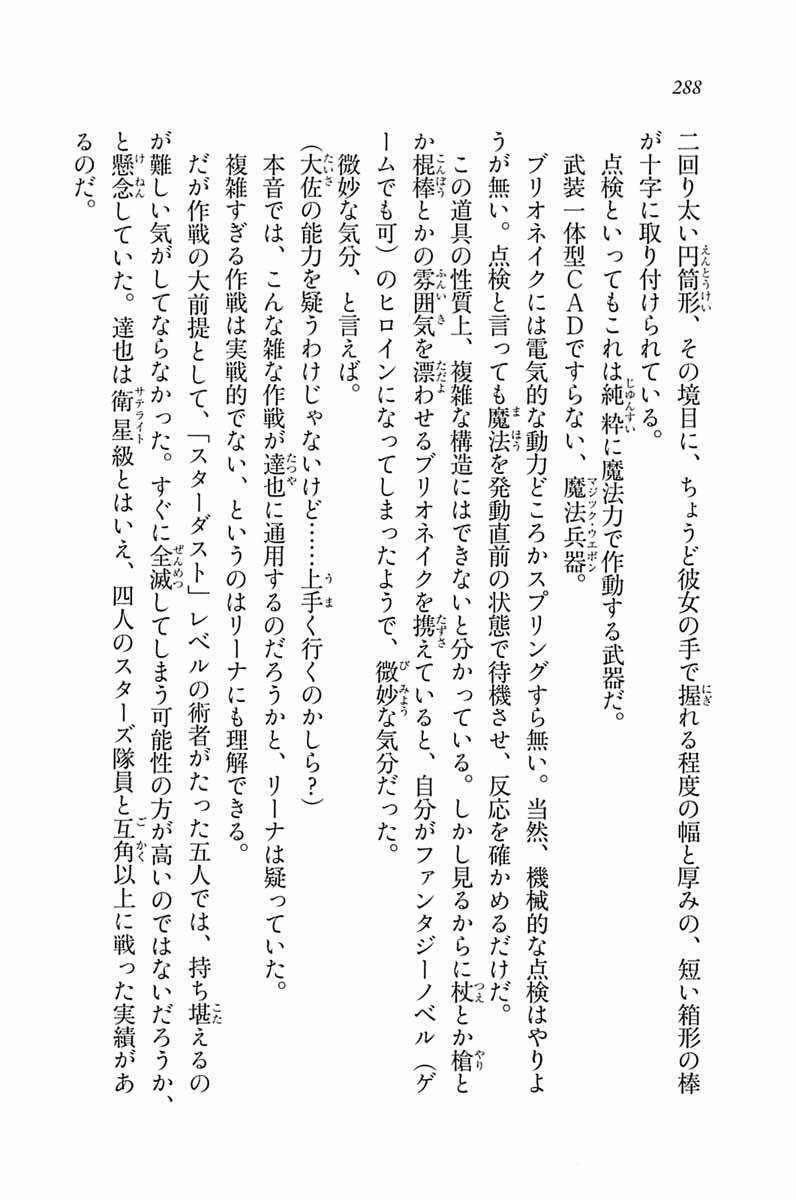 288
二回り太い円筒形、その境目に、ちょうど彼女の手で握れる程度の幅と厚みの、短い箱形の棒
が十字に取り付けられている。
点検といってもこれは純粋に魔法力で作動する武器だ。
武装一体型CADですらない、魔法兵器。
ブリオネイクには電気的な動力どころかスプリングすら無い。当然、機械的な点検はやりよ
うが無い。点検と言っても魔法を発動直前の状態で待機させ、反応を確かめるだけだ。
この道具の性質上、複雑な構造にはできないと分かっている。しかし見るからに杖とか槍と
か棍棒とかの雰囲気を漂わせるブリオネイクを携えていると、自分がファンタジーノベル（ゲ
ームでも可）のヒロインになってしまったようで、微妙な気分だった。
微妙な気分、と言えば。
（大佐の能力を疑うわけじゃないけど……上手く行くのかしら？）
本音では、こんな雑な作戦が達也に通用するのだろうかと、リーナは疑っていた。
複雑すぎる作戦は実戦的でない、というのはリーナにも理解できる。
だが作戦の大前提として、「スターダスト」レベルの術者がたった五人では、持ち堪えるの
が難しい気がしてならなかった。すぐに全滅してしまう可能性の方が高いのではないだろうか、
と懸念していた。達也は衛星級とはいえ、四人のスターズ隊員と互角以上に戦った実績があ
るのだ。